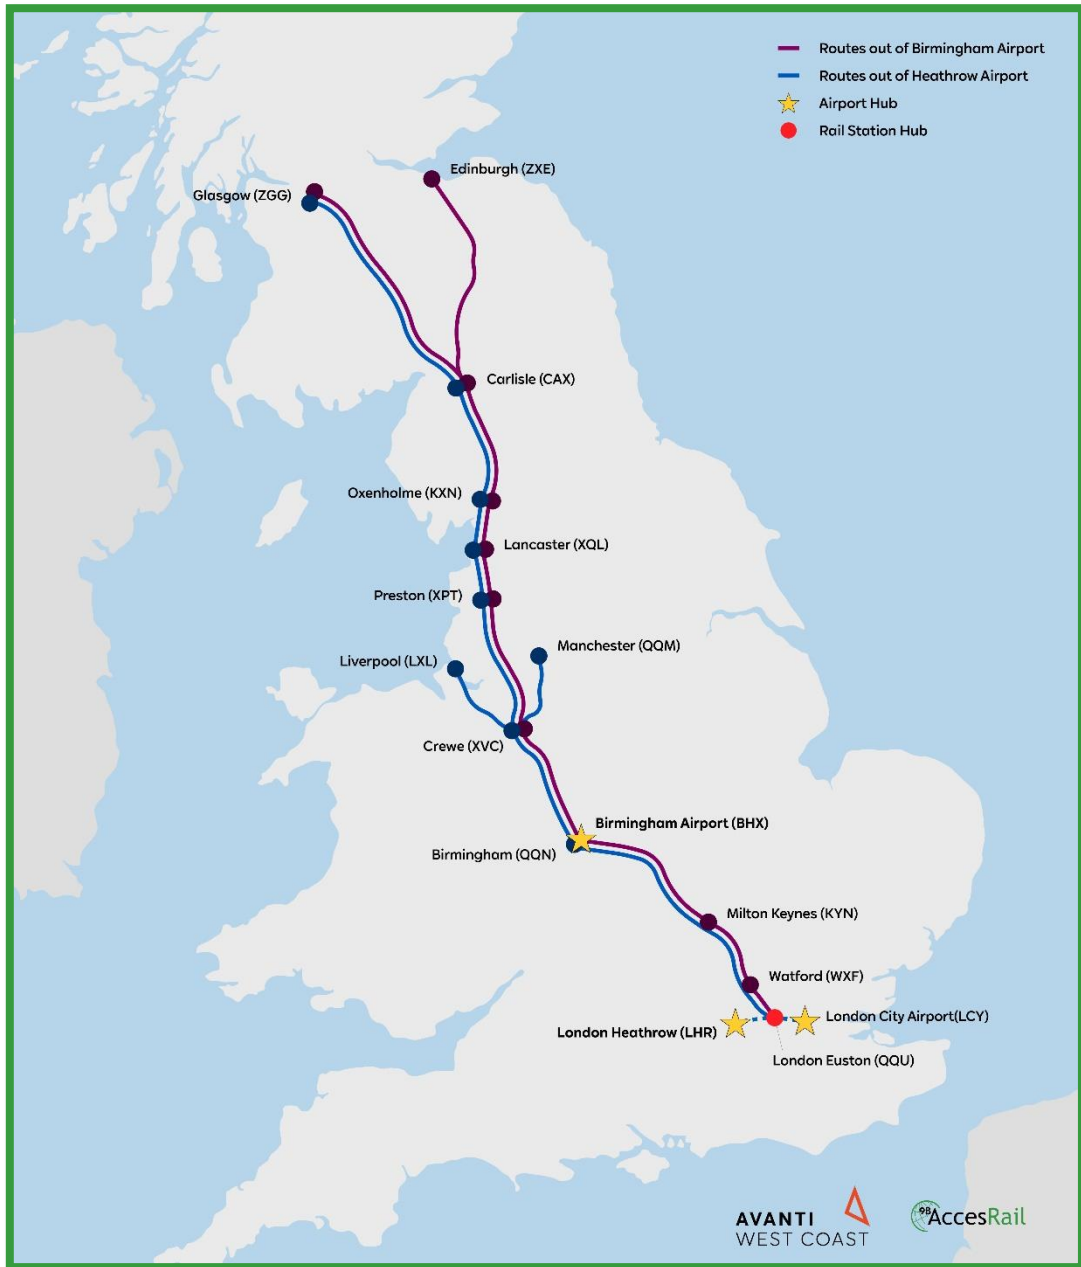 Routes out of Birmingham Airport
Routes out of Heathrow Airport
Airport Hub
Rail Station Hub
Edinburgh (ZXE)
Glasgow (ZGG)
Carlisle (CAX)
Oxenholme (KXN)
Lancaster (XQL)
Preston (XPT)
Manchester (QQM)
Liverpool (LXL)
Crewe (XVC)
Birmingham Airport (BHX)
Birmingham (QQN)
Milton Keynes (KYN)
Watford (WXF)
London City Airport(LCY)
London Heathrow (LHR)
London Euston (QQU)
AVANTI
WEST COAST
9B AccesRail